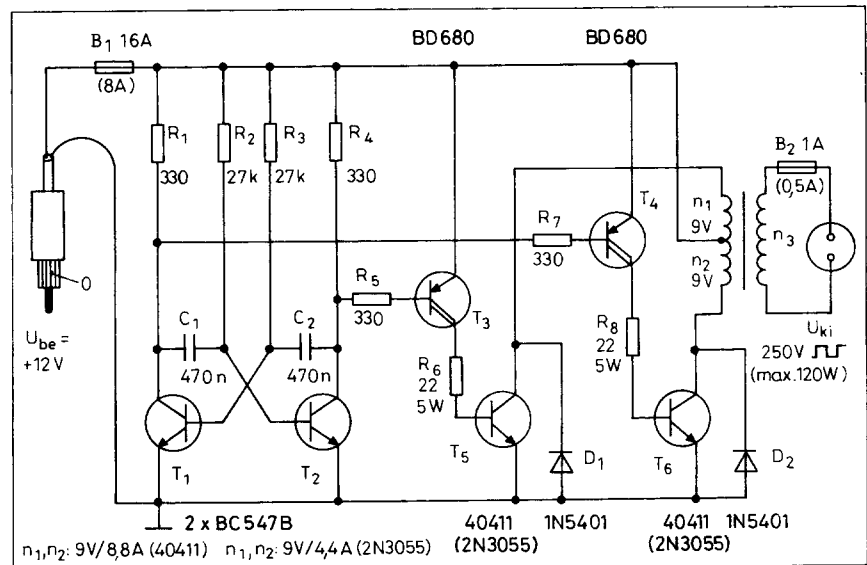 BD680 BD680
B₁ 16A
(8A)
R₁
330
R₂
27k
R₃
27k
R₄
330
B₂ 1A
(0,5A)
n₁
9V
n₂
9V
n₃
T₄
R₇
330
R₅
330
T₃
0
U_be =
+12V
C₁
470n
C₂
470n
R₆
22
5W
R₈
22
5W
U_ki
250V
(max.120W)
T₁
T₂
T₅
D₁
T₆
D₂
2 x BC547B
40411 1N5401
(2N3055)
40411 1N5401
(2N3055)
n₁,n₂: 9V/8,8A (40411) n₁,n₂: 9V/4,4A (2N3055)